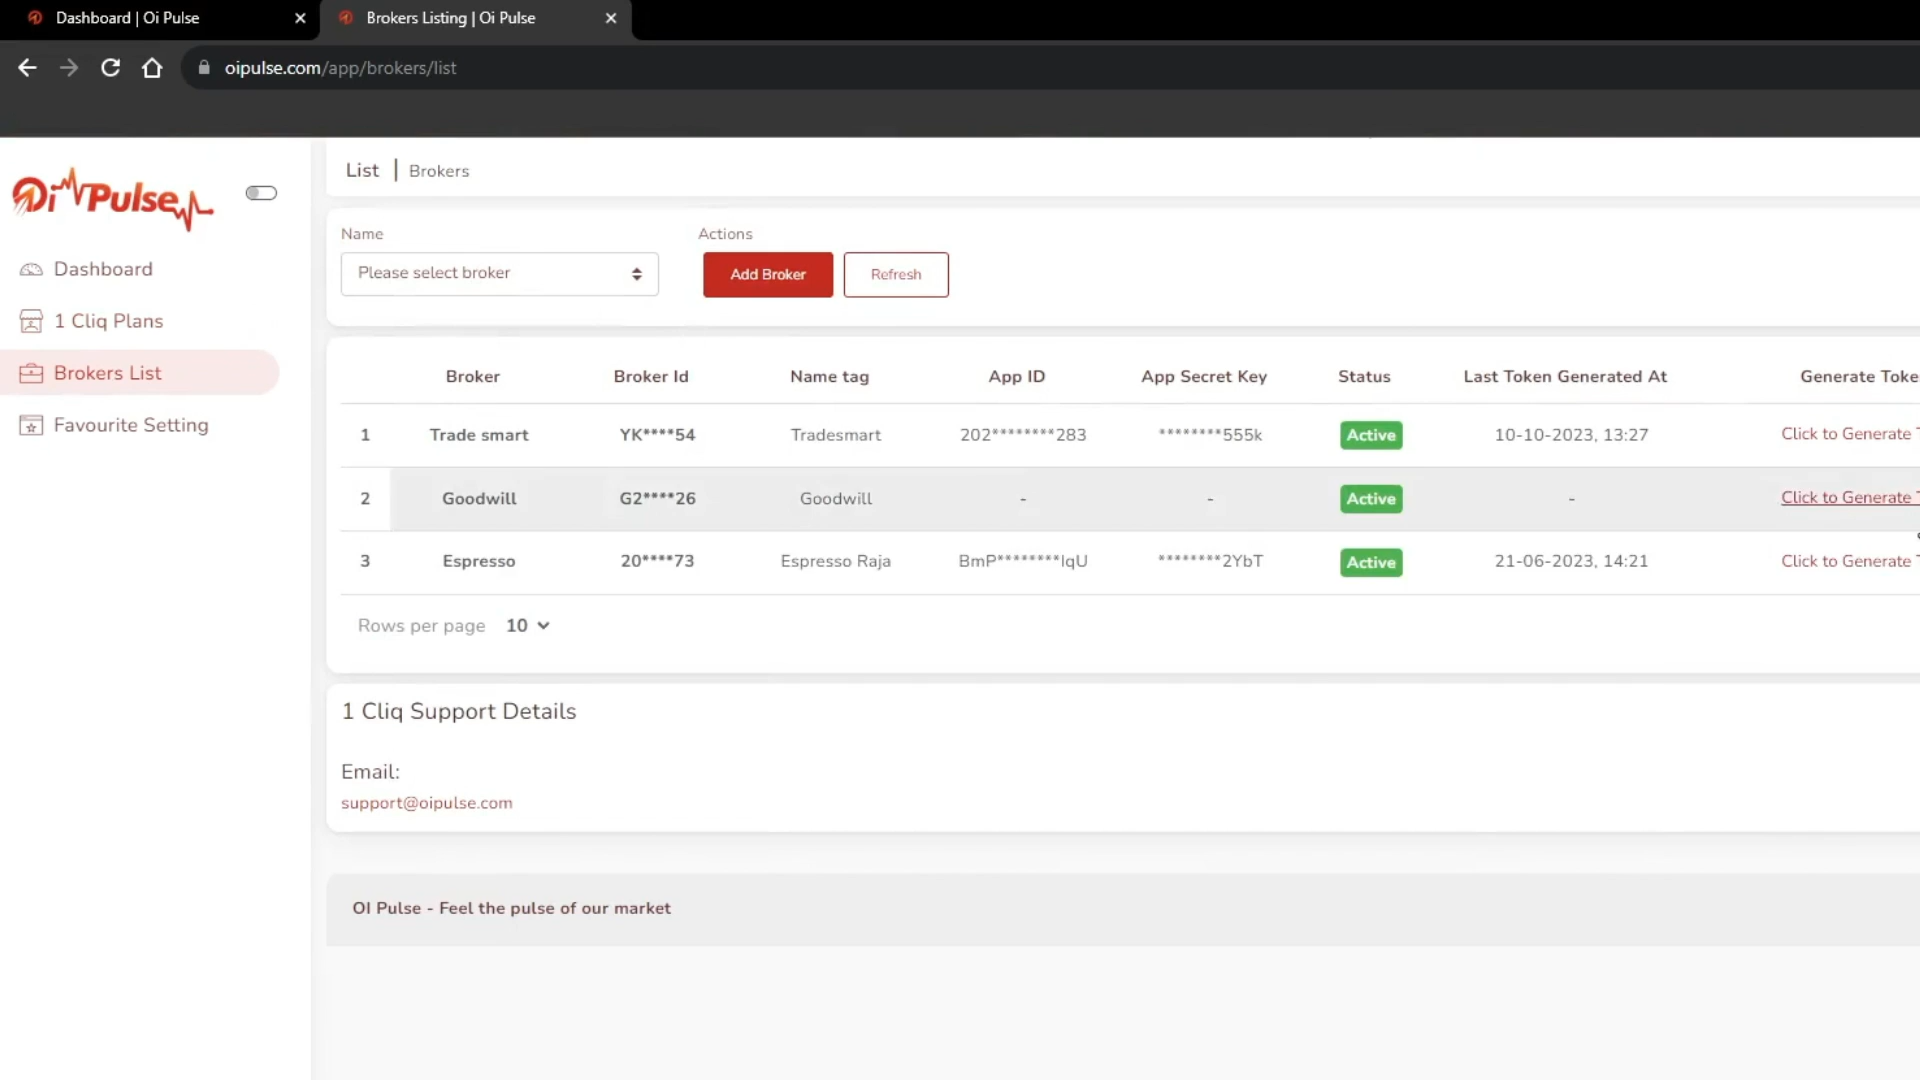 Dashboard | Oi Pulse
Brokers Listing | Oi Pulse
oipulse.com/app/brokers/list
Oi Pulse
List | Brokers
Name
Actions
Please select broker
Add Broker
Refresh
Dashboard
1 Cliq Plans
Brokers List
Favourite Setting
Broker Broker Id Name tag App ID App Secret Key Status Last Token Generated At Generate Toke
1 Trade smart YK****54 Tradesmart 202********283 ********555k Active 10-10-2023, 13:27 Click to Generate T
2 Goodwill G2****26 Goodwill - - Active - Click to Generate T
3 Espresso 20****73 Espresso Raja BmP********IqU ********2YbT Active 21-06-2023, 14:21 Click to Generate T
Rows per page 10
1 Cliq Support Details
Email:
support@oipulse.com
OI Pulse - Feel the pulse of our market